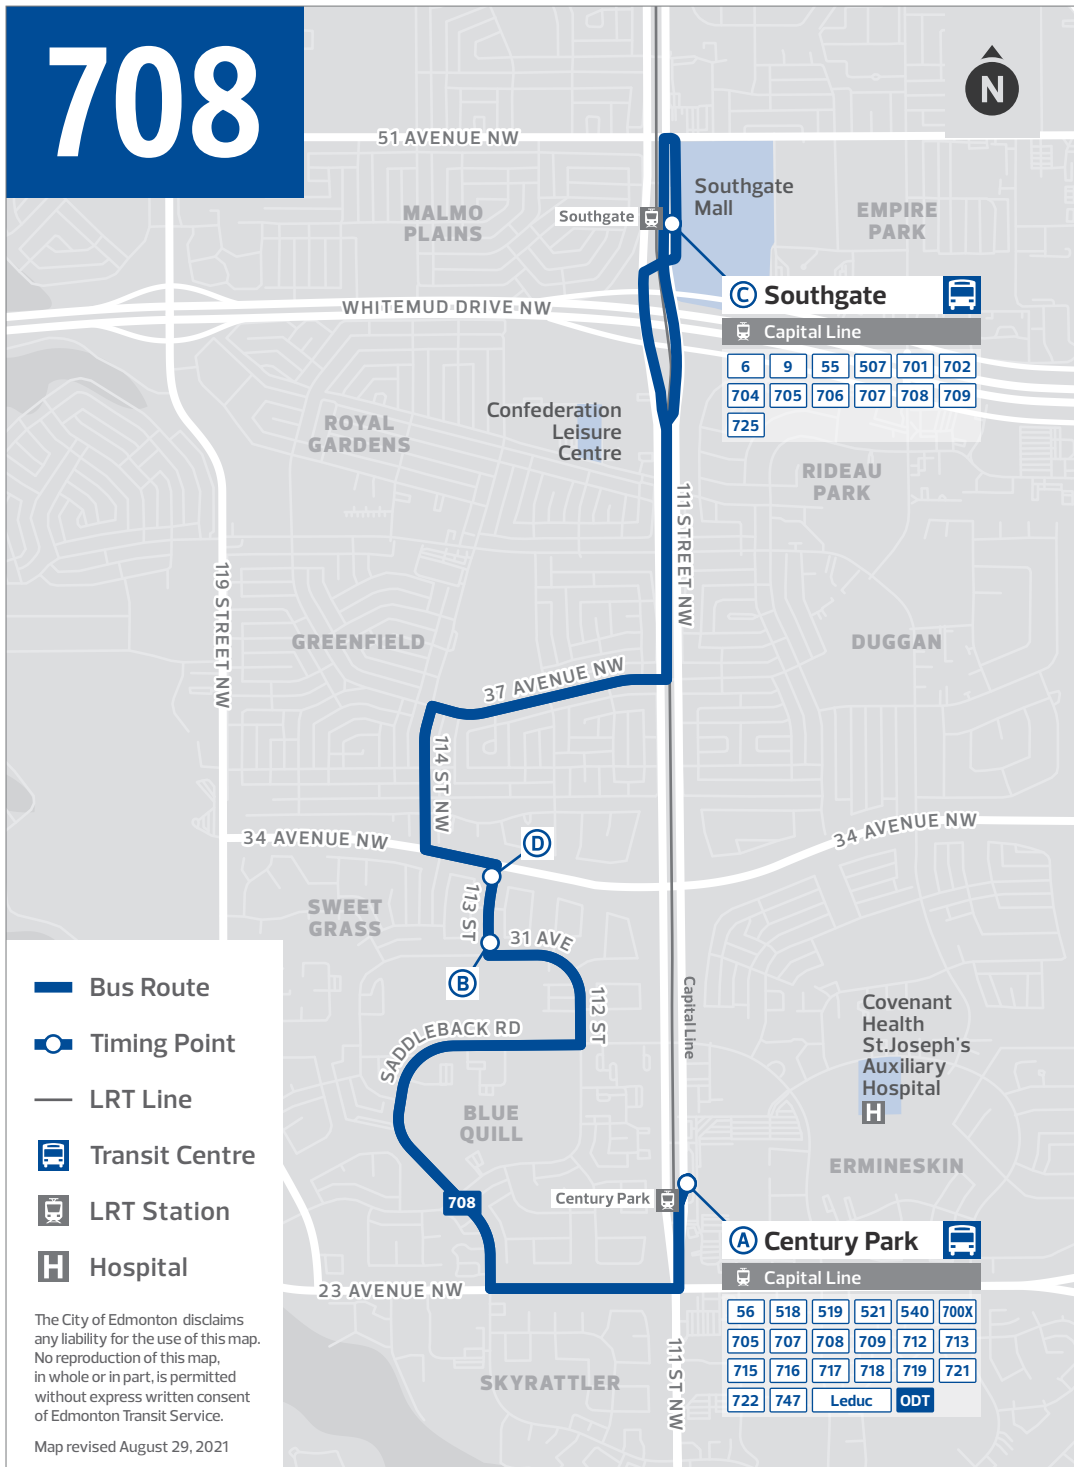 708
N
51 AVENUE NW
Southgate
Mall
MALMO
PLAINS
Southgate
EMPIRE
PARK
C Southgate
Capital Line
6 9 55 507 701 702
704 705 706 707 708 709
725
WHITEMUD DRIVE NW
Confederation
Leisure
Centre
ROYAL
GARDENS
RIDEAU
PARK
111 STREET NW
119 STREET NW
GREENFIELD
DUGGAN
37 AVENUE NW
114 ST NW
34 AVENUE NW
34 AVENUE NW
D
113 ST
SWEET
GRASS
31 AVE
B
112 ST
Capital Line
SADDLEBACK RD
Covenant
Health
St.Joseph's
Auxiliary
Hospital
H
BLUE
QUILL
ERMINESKIN
708
Century Park
A Century Park
Capital Line
56 518 519 521 540 700X
705 707 708 709 712 713
715 716 717 718 719 721
722 747 Leduc ODT
23 AVENUE NW
111 ST NW
SKYRATTLER
Bus Route
Timing Point
LRT Line
Transit Centre
LRT Station
H Hospital
The City of Edmonton disclaims
any liability for the use of this map.
No reproduction of this map,
in whole or in part, is permitted
without express written consent
of Edmonton Transit Service.
Map revised August 29, 2021